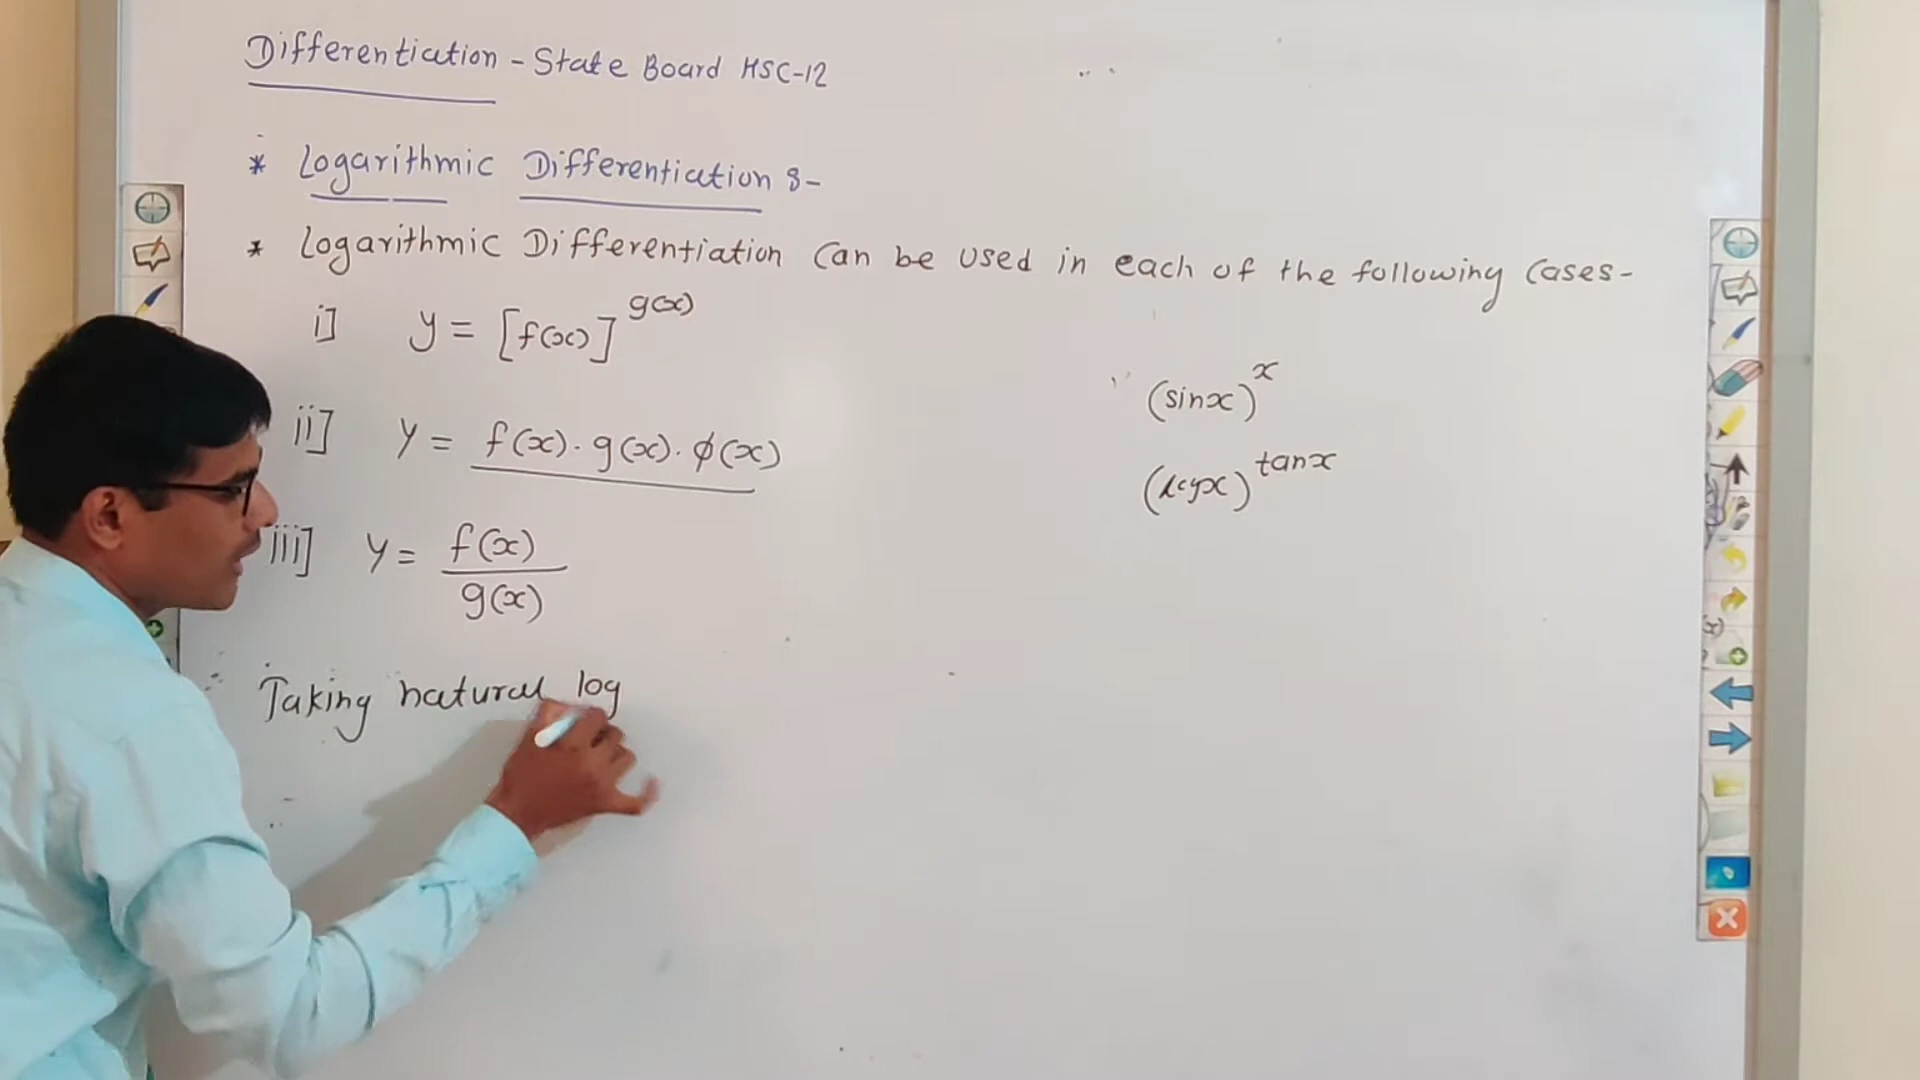 Differentiation - State Board HSC-12
* Logarithmic Differentiation :-
* Logarithmic Differentiation can be used in each of the following cases-
i] y = [f(x)]^g(x)
ii] y = f(x). g(x). φ(x)
iii] y = f(x)/g(x)
Taking natural log
(sinx)^x
(logx)^tanx